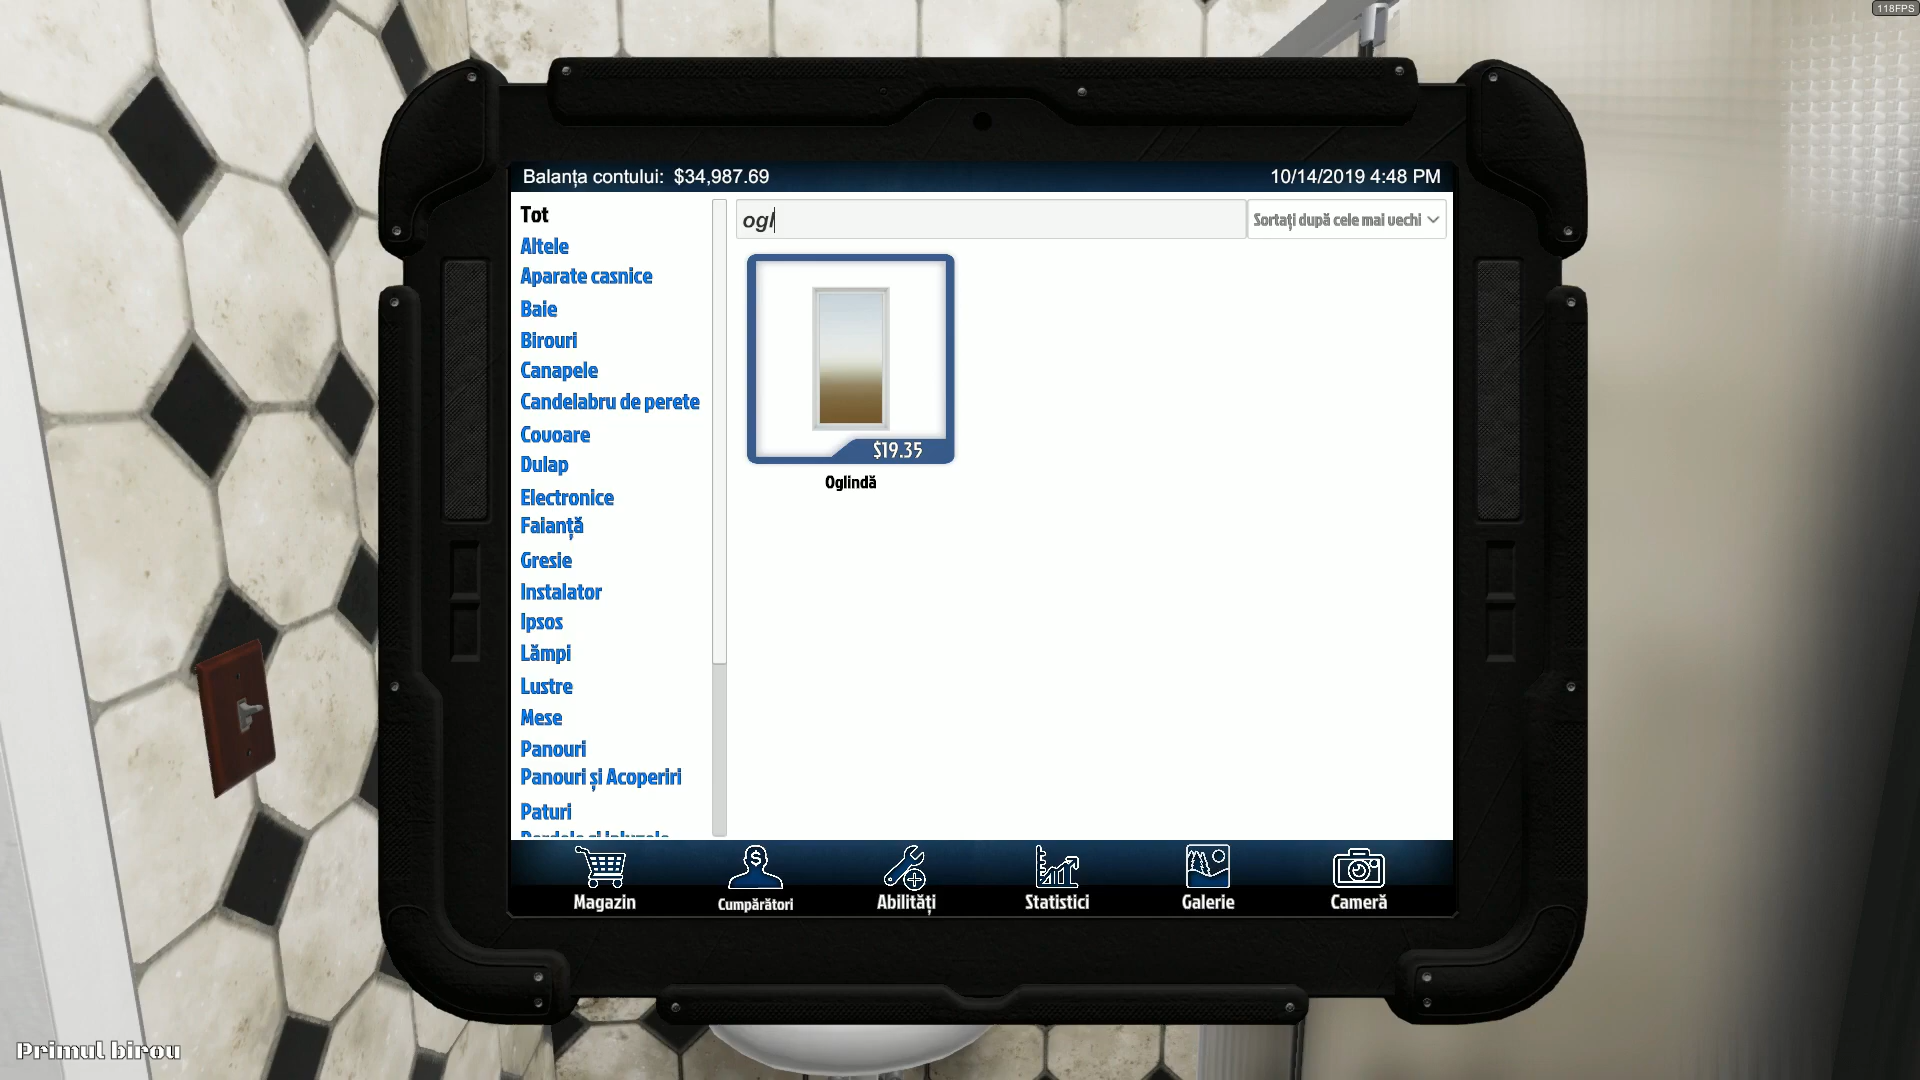 118FPS
Balanța contului: $34,987.69
10/14/2019 4:48 PM
Tot
Altele
Aparate casnice
Baie
Birouri
Canapele
Candelabru de perete
Covoare
Dulap
Electronice
Faianță
Gresie
Instalator
Ipsos
Lămpi
Lustre
Mese
Panouri
Panouri și Acoperiri
Paturi
ogl
Sortați după cele mai vechi
$19.35
Oglindă
Magazin
Cumpărători
Abilități
Statistici
Galerie
Cameră
Primul birou